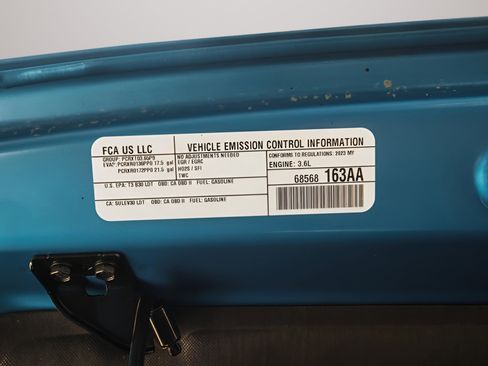 FCA US LLC
VEHICLE EMISSION CONTROL INFORMATION
GROUP: PCRXT03.65P0
EVAP: PCRXR0136PP0 17.5 gal
PCRXR0172PP0 21.5 gal
NO ADJUSTMENTS NEEDED
EGR / EGRC
HO2S / SFI
TWC
CONFORMS TO REGULATIONS: 2023 MY
ENGINE: 3.6L
68568 163AA
U.S. EPA: T3 B30 LDT OBD: CA OBD II FUEL: GASOLINE
CA: SULEV30 LDT OBD: CA OBD II FUEL: GASOLINE